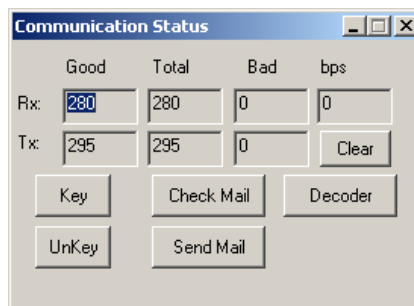 Communication Status
Good Total Bad bps
Rx: 280 280 0 0
Tx: 295 295 0 Clear
Key Check Mail Decoder
UnKey Send Mail